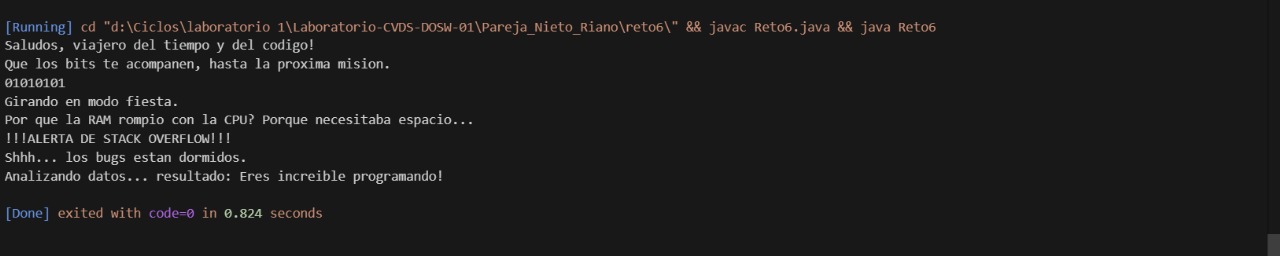 [Running] cd "d:\Ciclos\laboratorio 1\Laboratorio-CVDS-DOSW-01\Pareja_Nieto_Riano\reto6\" && javac Reto6.java && java Reto6
Saludos, viajero del tiempo y del codigo!
Que los bits te acompanen, hasta la proxima mision.
01010101
Girando en modo fiesta.
Por que la RAM rompio con la CPU? Porque necesitaba espacio...
!!!ALERTA DE STACK OVERFLOW!!!
Shhh... los bugs estan dormidos.
Analizando datos... resultado: Eres increible programando!
[Done] exited with code=0 in 0.824 seconds